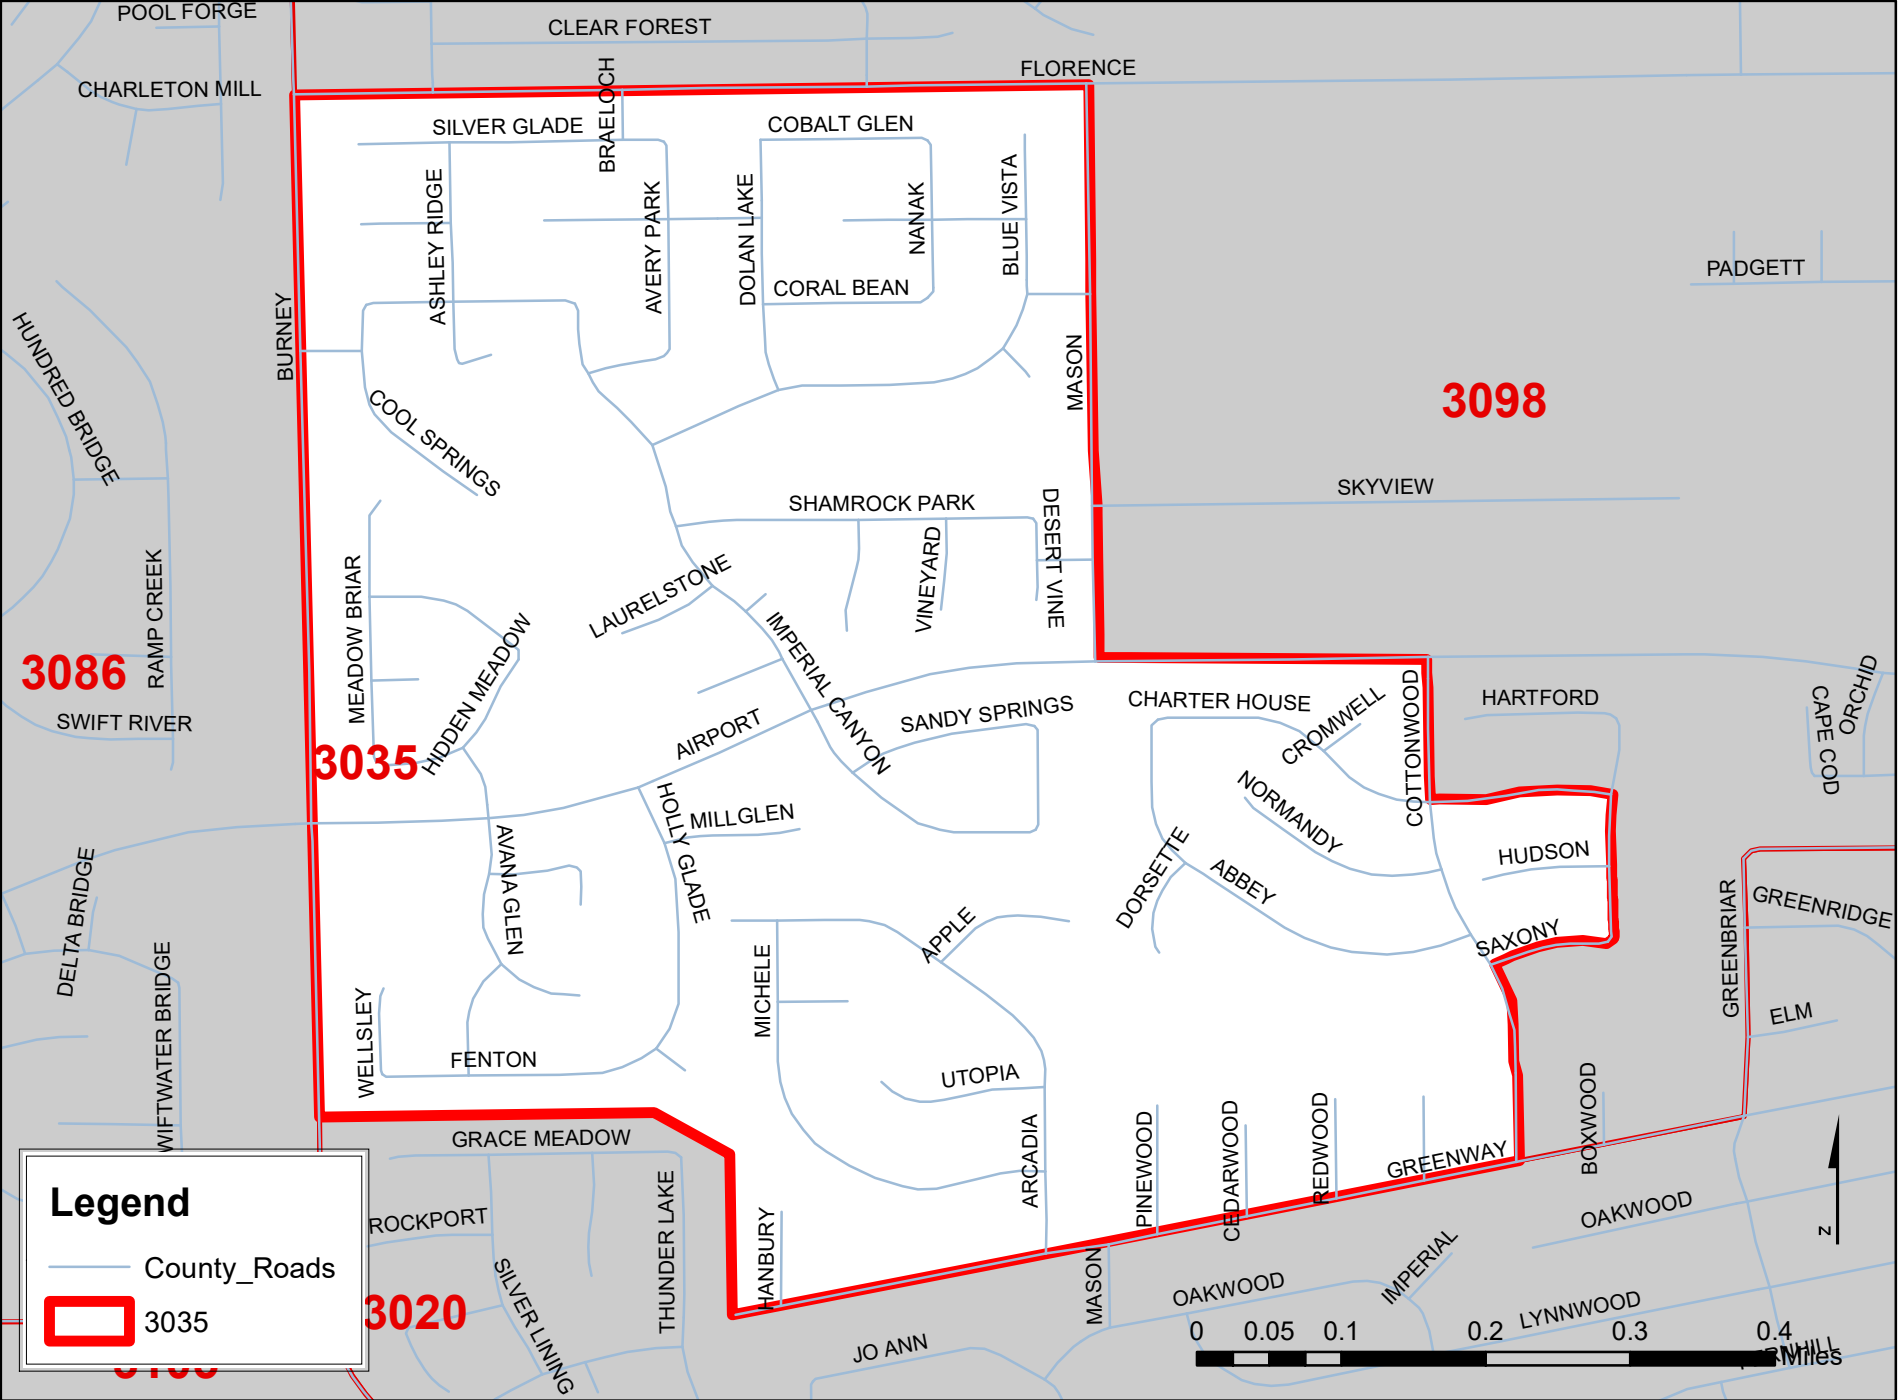 POOL FORGE
CLEAR FOREST
FLORENCE
CHARLETON MILL
BRAELOCH
SILVER GLADE
COBALT GLEN
ASHLEY RIDGE
AVERY PARK
DOLAN LAKE
NANAK
BLUE VISTA
CORAL BEAN
PADGETT
BURNEY
HUNDRED BRIDGE
MASON
3098
COOL SPRINGS
SKYVIEW
SHAMROCK PARK
DESERT VINE
VINEYARD
LAURELSTONE
MEADOW BRIAR
RAMP CREEK
3086
HIDDEN MEADOW
IMPERIAL CANYON
SWIFT RIVER
3035
AIRPORT
SANDY SPRINGS
CHARTER HOUSE
CROMWELL
COTTONWOOD
HARTFORD
CAPE COD
ORCHID
HOLLY GLADE
MILLGLEN
NORMANDY
AVANA GLEN
DORSETTE
ABBEY
HUDSON
DELTA BRIDGE
GREENBRIAR
GREENRIDGE
SAXONY
APPLE
MICHELE
WIFTWATER BRIDGE
WELLSLEY
FENTON
UTOPIA
ELM
ARCADIA
PINEWOOD
CEDARWOOD
REDWOOD
GREENWAY
BOXWOOD
GRACE MEADOW
ROCKPORT
THUNDER LAKE
HANBURY
SILVER LINING
MASON
OAKWOOD
OAKWOOD
IMPERIAL
LYNNWOOD
JO ANN
3020
Legend
County_Roads
3035
0 0.05 0.1 0.2 0.3 0.4
Miles
z